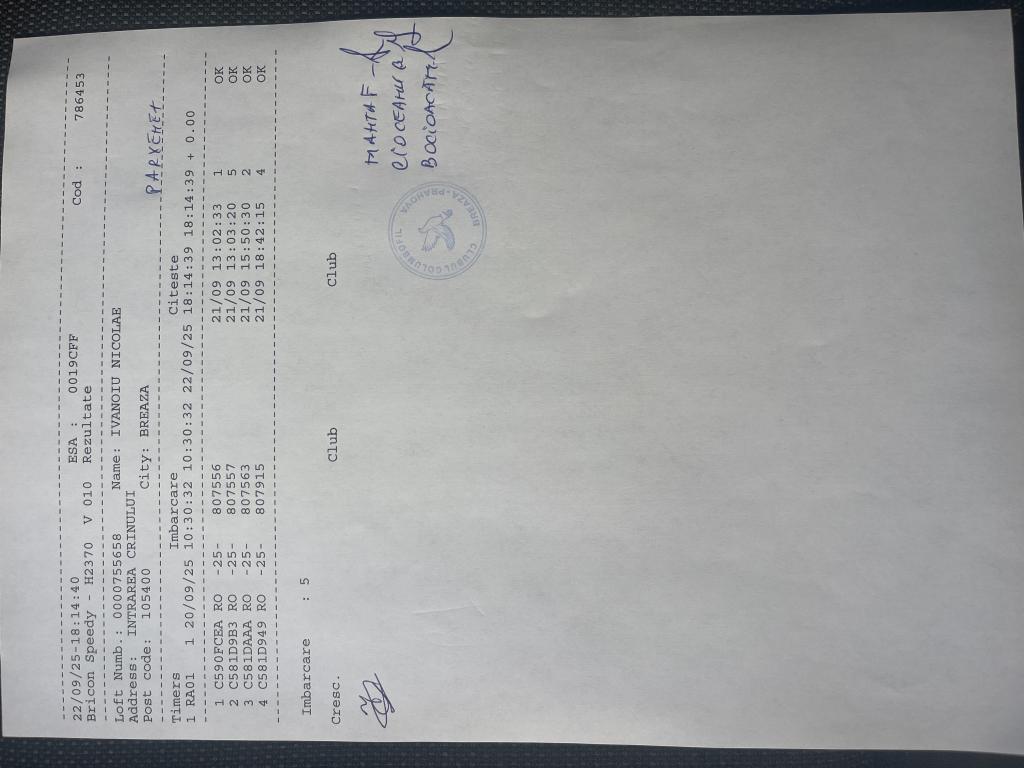 22/09/25-18:14:40 ESA : 0019CFF Cod : 786453
Bricon Speedy - H2370 V 010 Rezultate
Loft Numb.: 0000755658 Name: IVANOIU NICOLAE
Address: INTRAREA CRINULUI
Post code: 105400 City: BREAZA
Timers Imbarcare Citeste
1 RA01 1 20/09/25 10:30:32 10:30:32 22/09/25 18:14:39 18:14:39 + 0.00
1 C590FCEA RO -25- 807556 21/09 13:02:33 1 OK
2 C581D9B3 RO -25- 807557 21/09 13:03:20 5 OK
3 C581DAAA RO -25- 807563 21/09 15:50:30 2 OK
4 C581D949 RO -25- 807915 21/09 18:42:15 4 OK
Imbarcare : 5
Cresc. Club Club
CLUBUL COLUMBOFIL
BREAZA-PRAHOVA